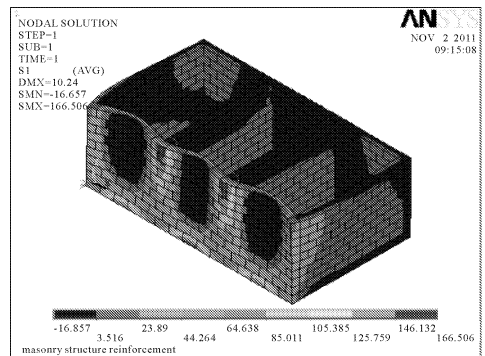 NODAL SOLUTION
STEP=1
SUB=1
TIME=1
S1 (AVG)
DMX=10.24
SMN=-16.657
SMX=166.506
ANSYS
NOV 2 2011
09:15:08
-16.857 23.89 64.638 105.385 146.132
3.516 44.264 85.011 125.759 166.506
masonry structure reinforcement